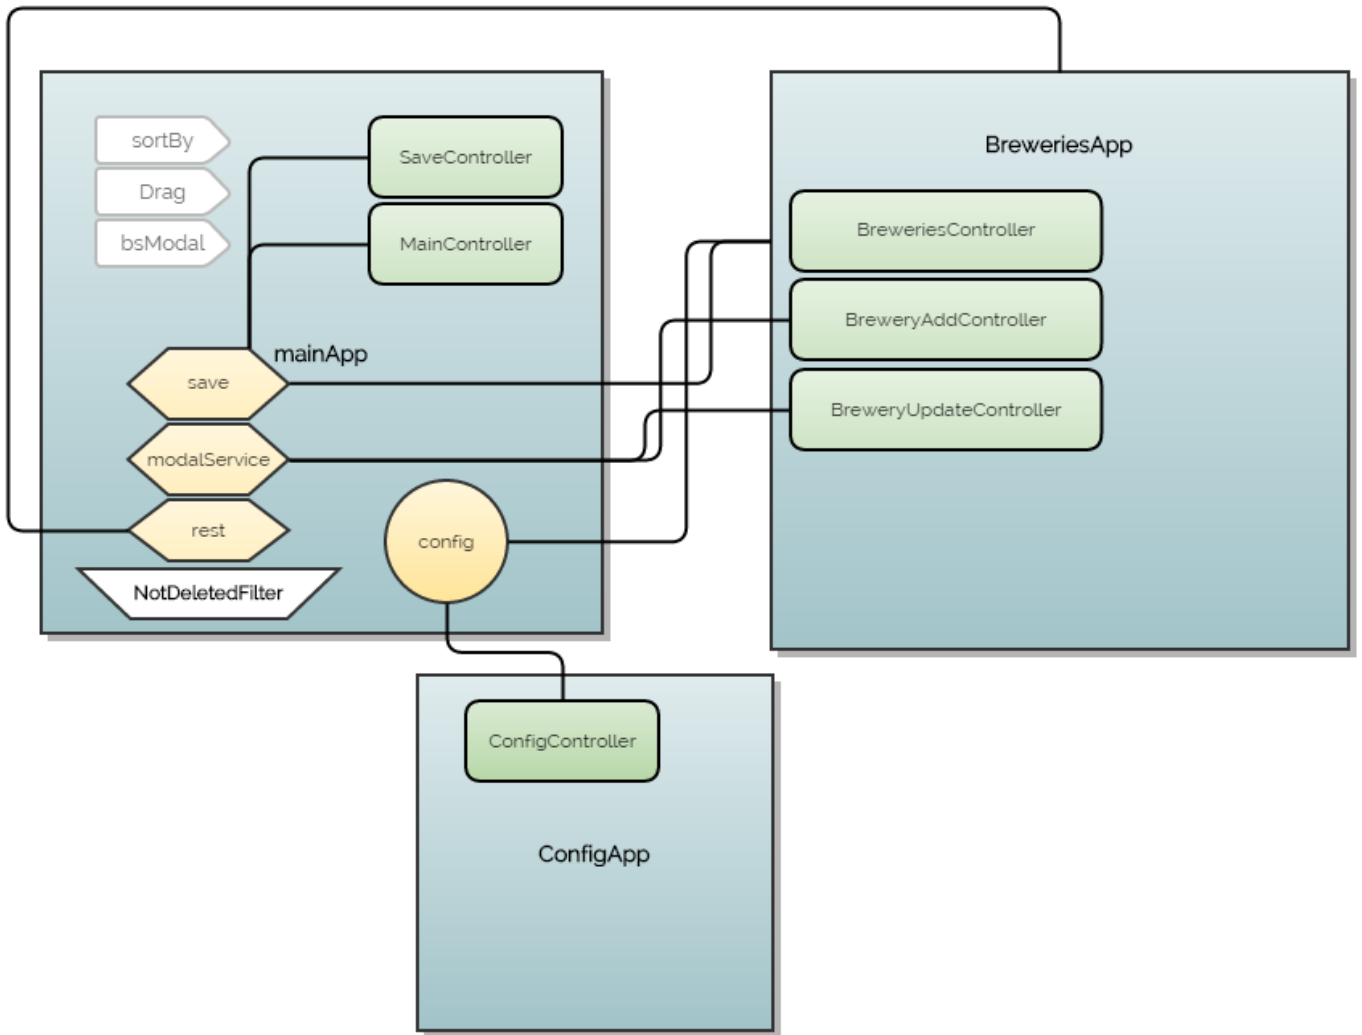 sortBy
Drag
bsModal
SaveController
MainController
mainApp
save
modalService
rest
config
NotDeletedFilter
BreweriesApp
BreweriesController
BreweryAddController
BreweryUpdateController
ConfigController
ConfigApp